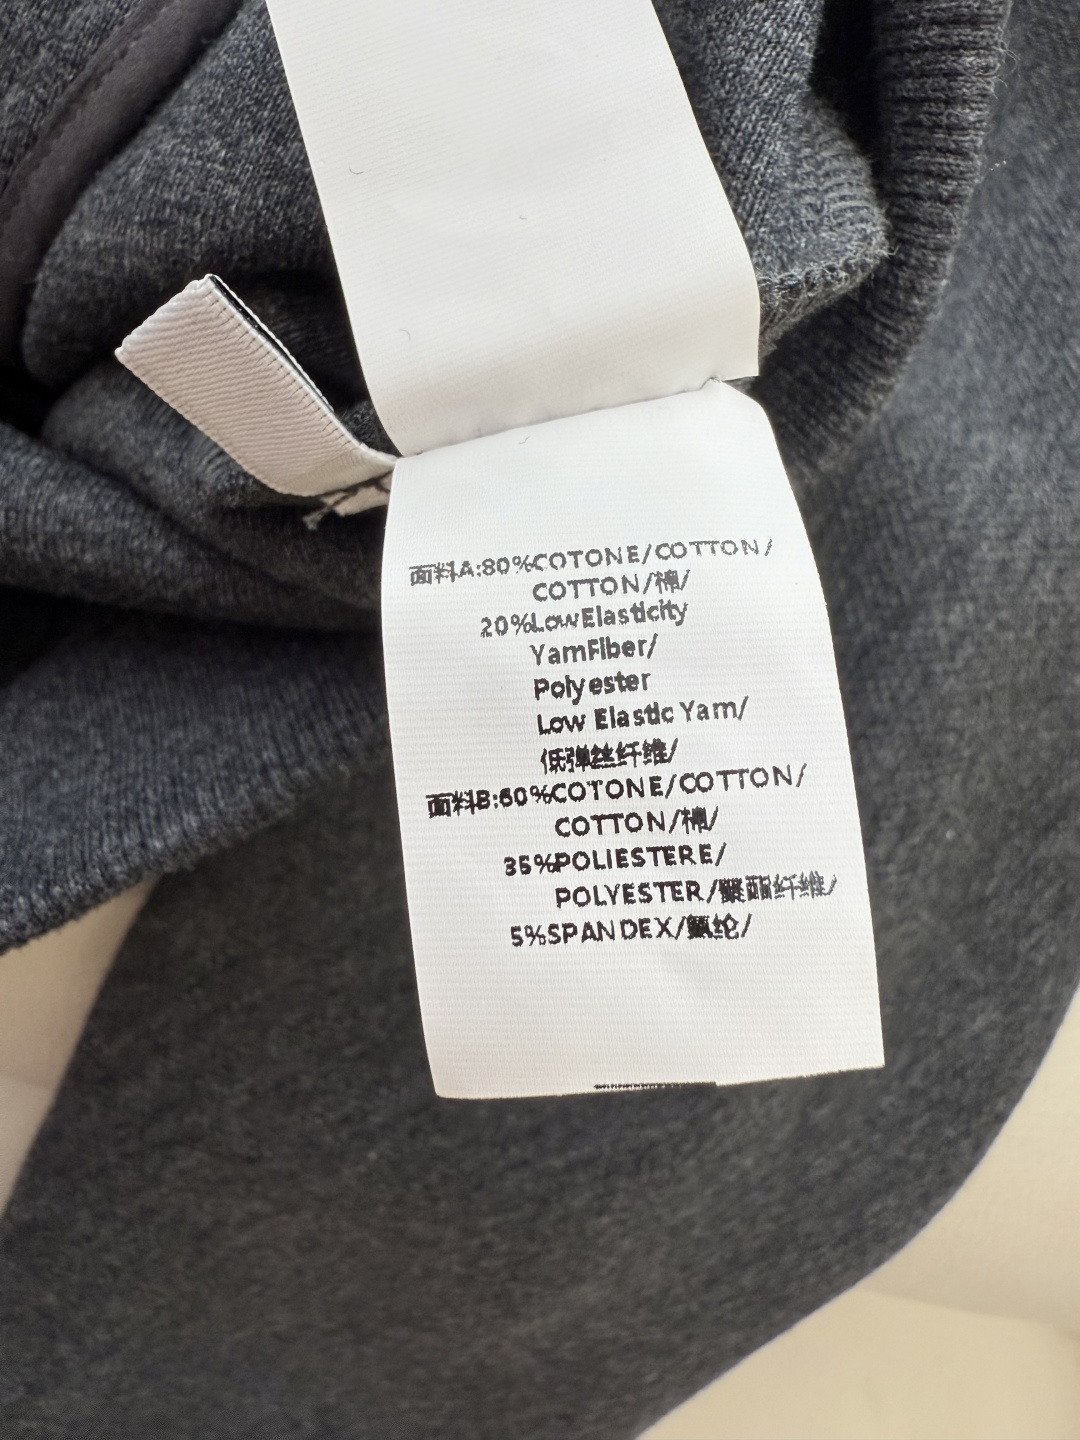 面料A:80%COTONE/COTTON/
COTTON/棉/
20%LowElasticity
YarnFiber/
Polyester
Low Elastic Yarn/
低弹丝纤维/
面料B:60%COTONE/COTTON/
COTTON/棉/
35%POLIESTERE/
POLYESTER/聚酯纤维/
5%SPANDEX/氨纶/